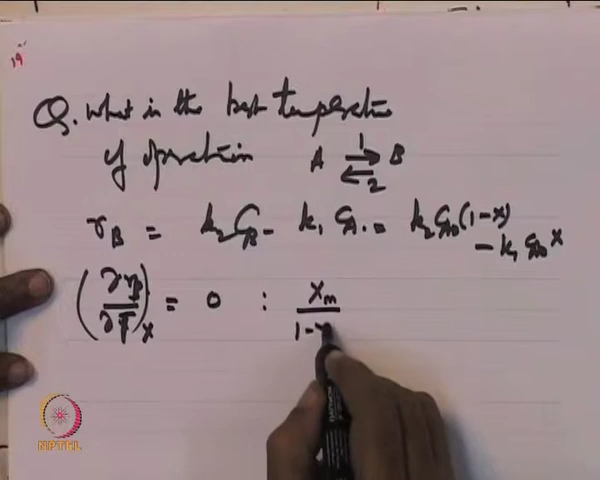 19
Q. What is the best temperature
of operation A ⇌ B 1 2
r_B = k_2 C_B - k_1 C_A = k_2 C_A0 (1-x)
- k_1 C_A0 x
(∂r_B/∂T)_x = 0 : x_m / 1-x
NPTEL